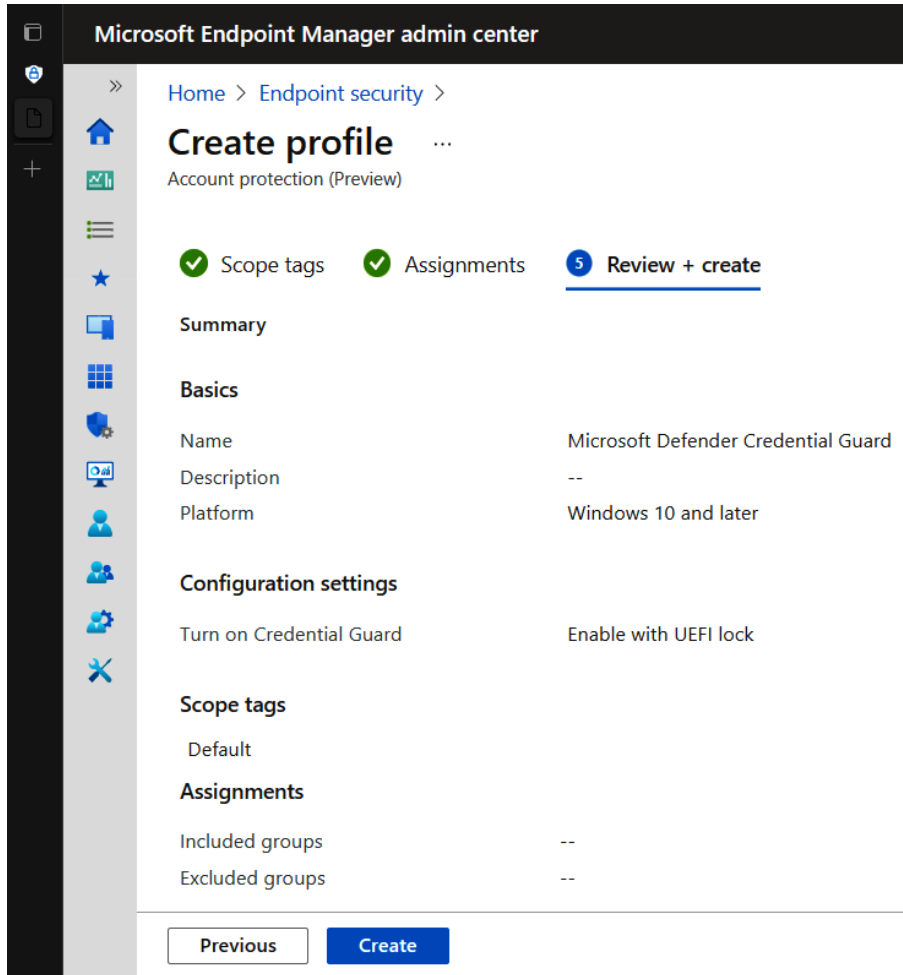 Microsoft Endpoint Manager admin center
Home > Endpoint security >
Create profile ...
Account protection (Preview)
Scope tags Assignments 5 Review + create
Summary
Basics
Name Microsoft Defender Credential Guard
Description --
Platform Windows 10 and later
Configuration settings
Turn on Credential Guard Enable with UEFI lock
Scope tags
Default
Assignments
Included groups --
Excluded groups --
Previous Create